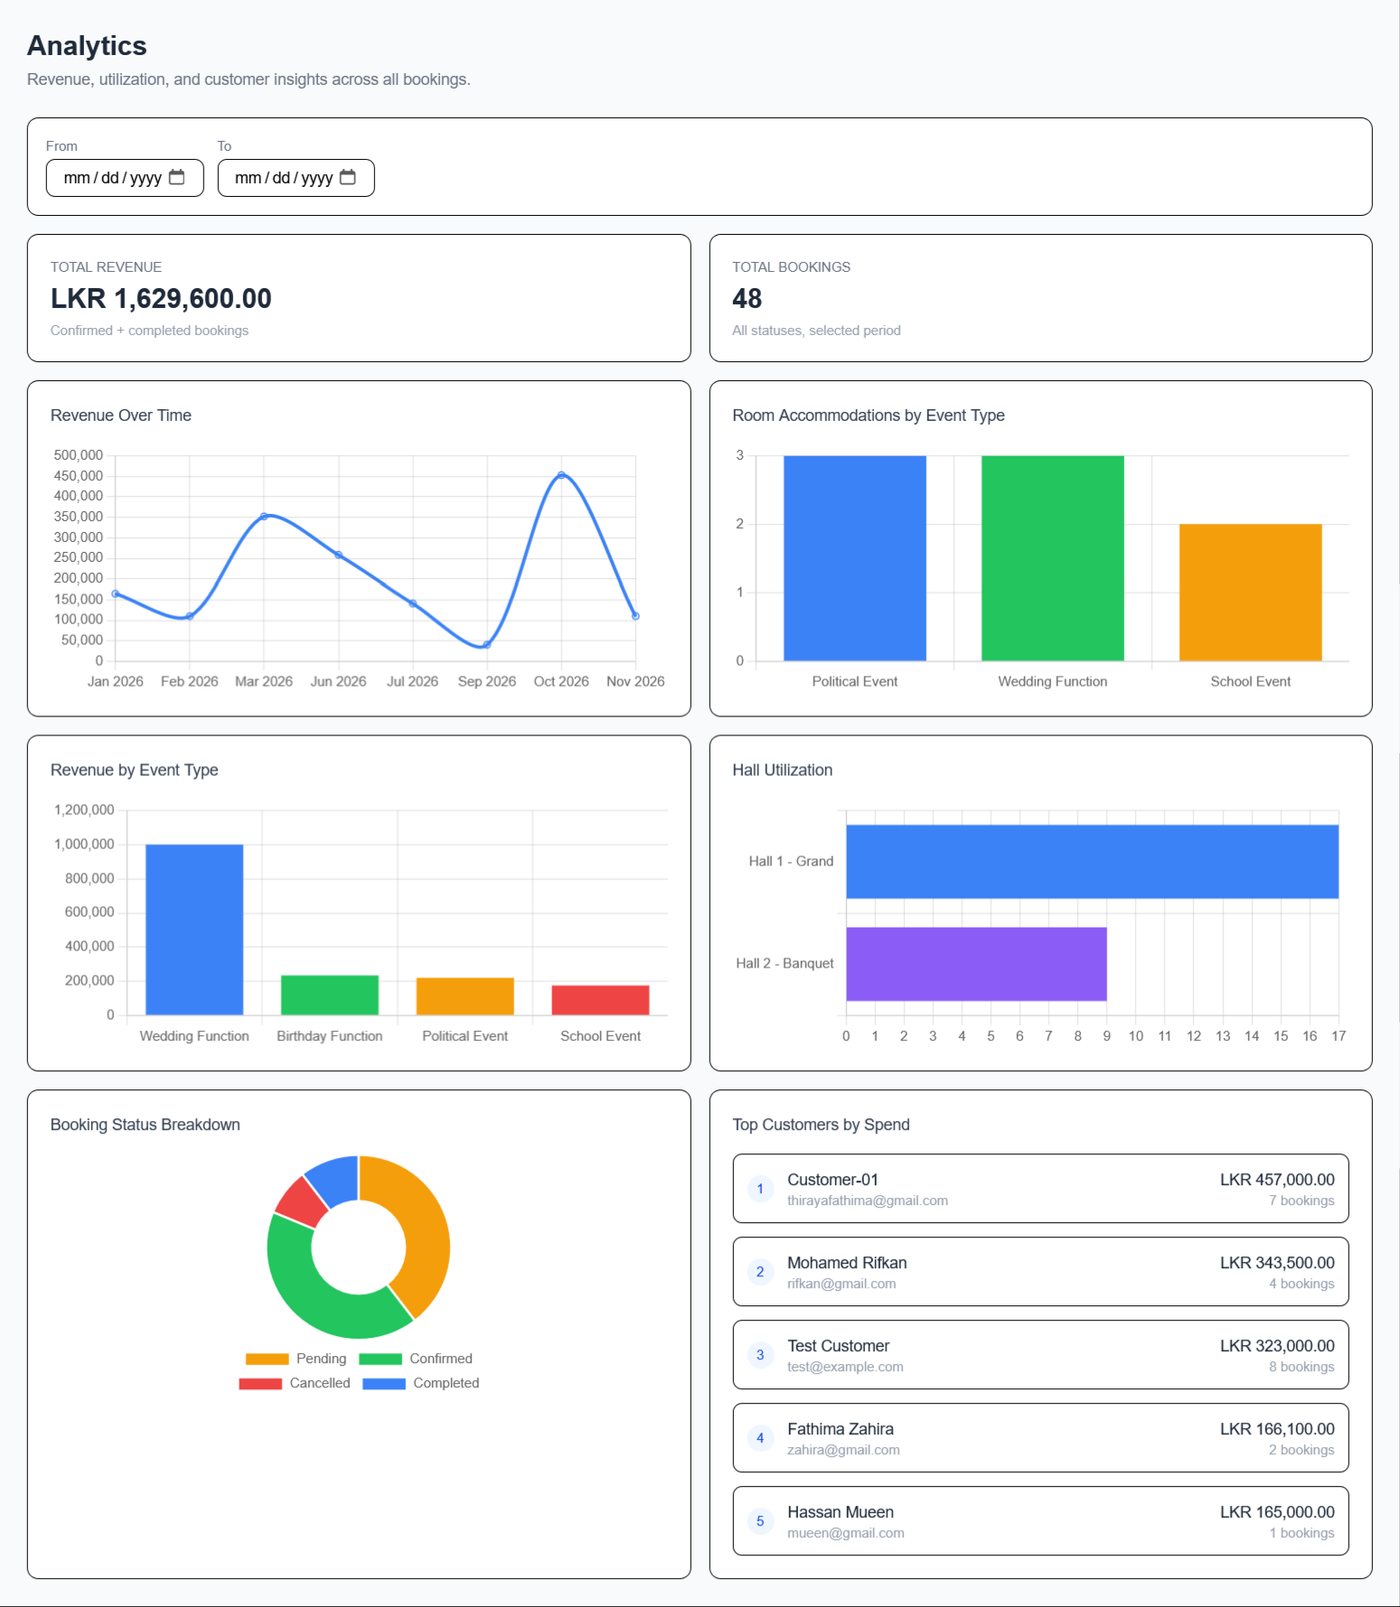 Analytics
Revenue, utilization, and customer insights across all bookings.
From
To
mm / dd / yyyy
mm / dd / yyyy
TOTAL REVENUE
LKR 1,629,600.00
Confirmed + completed bookings
TOTAL BOOKINGS
48
All statuses, selected period
Revenue Over Time
500,000
450,000
400,000
350,000
300,000
250,000
200,000
150,000
100,000
50,000
0
Jan 2026 Feb 2026 Mar 2026 Jun 2026 Jul 2026 Sep 2026 Oct 2026 Nov 2026
Room Accommodations by Event Type
3
2
1
0
Political Event Wedding Function School Event
Revenue by Event Type
1,200,000
1,000,000
800,000
600,000
400,000
200,000
0
Wedding Function Birthday Function Political Event School Event
Hall Utilization
Hall 1 - Grand
Hall 2 - Banquet
0 1 2 3 4 5 6 7 8 9 10 11 12 13 14 15 16 17
Booking Status Breakdown
Pending Confirmed
Cancelled Completed
Top Customers by Spend
1
Customer-01
LKR 457,000.00
thirayafathima@gmail.com
7 bookings
2
Mohamed Rifkan
LKR 343,500.00
rifkan@gmail.com
4 bookings
3
Test Customer
LKR 323,000.00
test@example.com
8 bookings
4
Fathima Zahira
LKR 166,100.00
zahira@gmail.com
2 bookings
5
Hassan Mueen
LKR 165,000.00
mueen@gmail.com
1 bookings